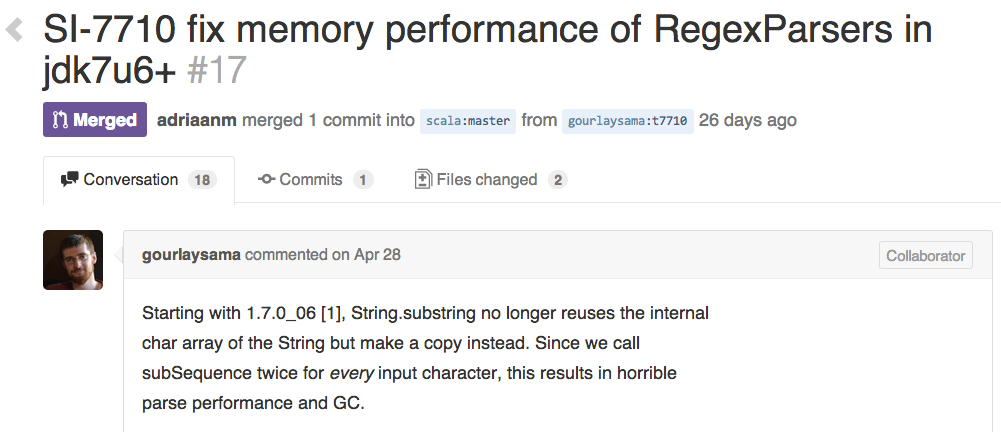 SI-7710 fix memory performance of RegexParsers in
jdk7u6+ #17
Merged adriaanm merged 1 commit into scala:master from gourlaysama:t7710 26 days ago
Conversation 18 Commits 1 Files changed 2
gourlaysama commented on Apr 28 Collaborator
Starting with 1.7.0_06 [1], String.substring no longer reuses the internal
char array of the String but make a copy instead. Since we call
subSequence twice for every input character, this results in horrible
parse performance and GC.